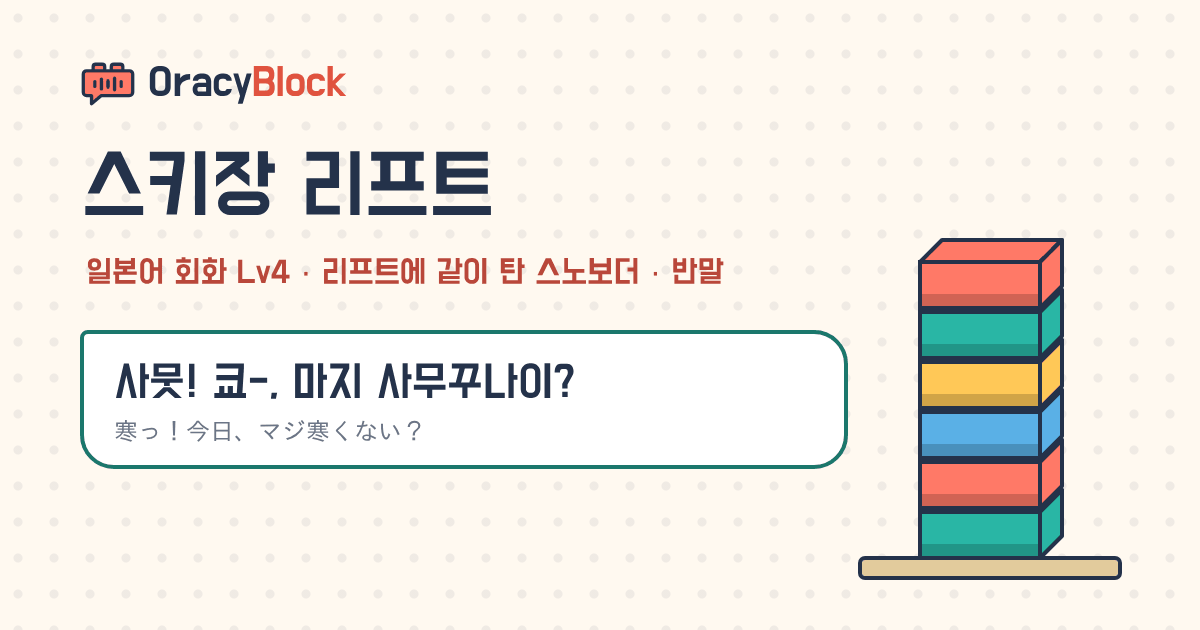 OracyBlock
스키장 리프트
일본어 회화 Lv4 · 리프트에 같이 탄 스노보더 · 반말
사뭇! 쿄-, 마지 사무꾸나이?
寒っ！今日、マジ寒くない？